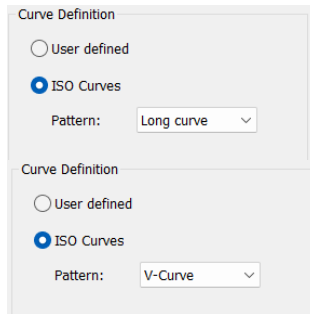 Curve Definition
User defined
ISO Curves
Pattern: Long curve
Curve Definition
User defined
ISO Curves
Pattern: V-Curve